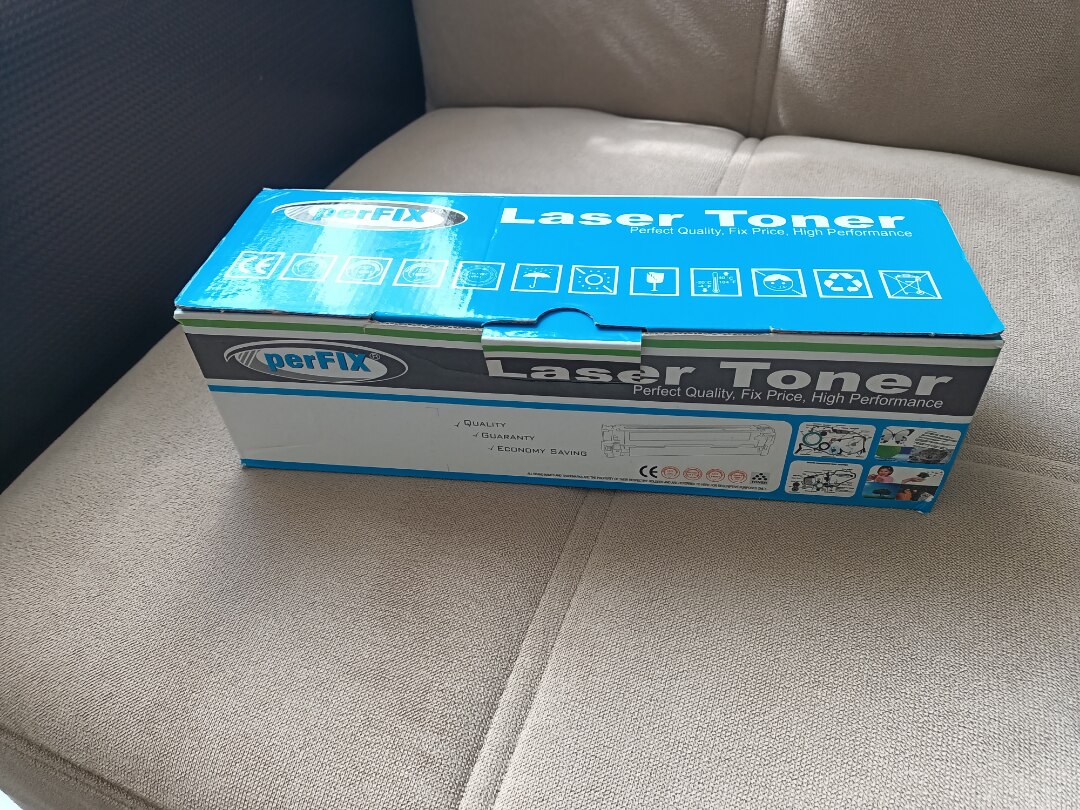 perFIX
Laser Toner
Perfect Quality, Fix Price, High Performance
CE
perFIX®
Laser Toner
Perfect Quality, Fix Price, High Performance
✓ QUALITY
✓ GUARANTY
✓ ECONOMY SAVING
CE